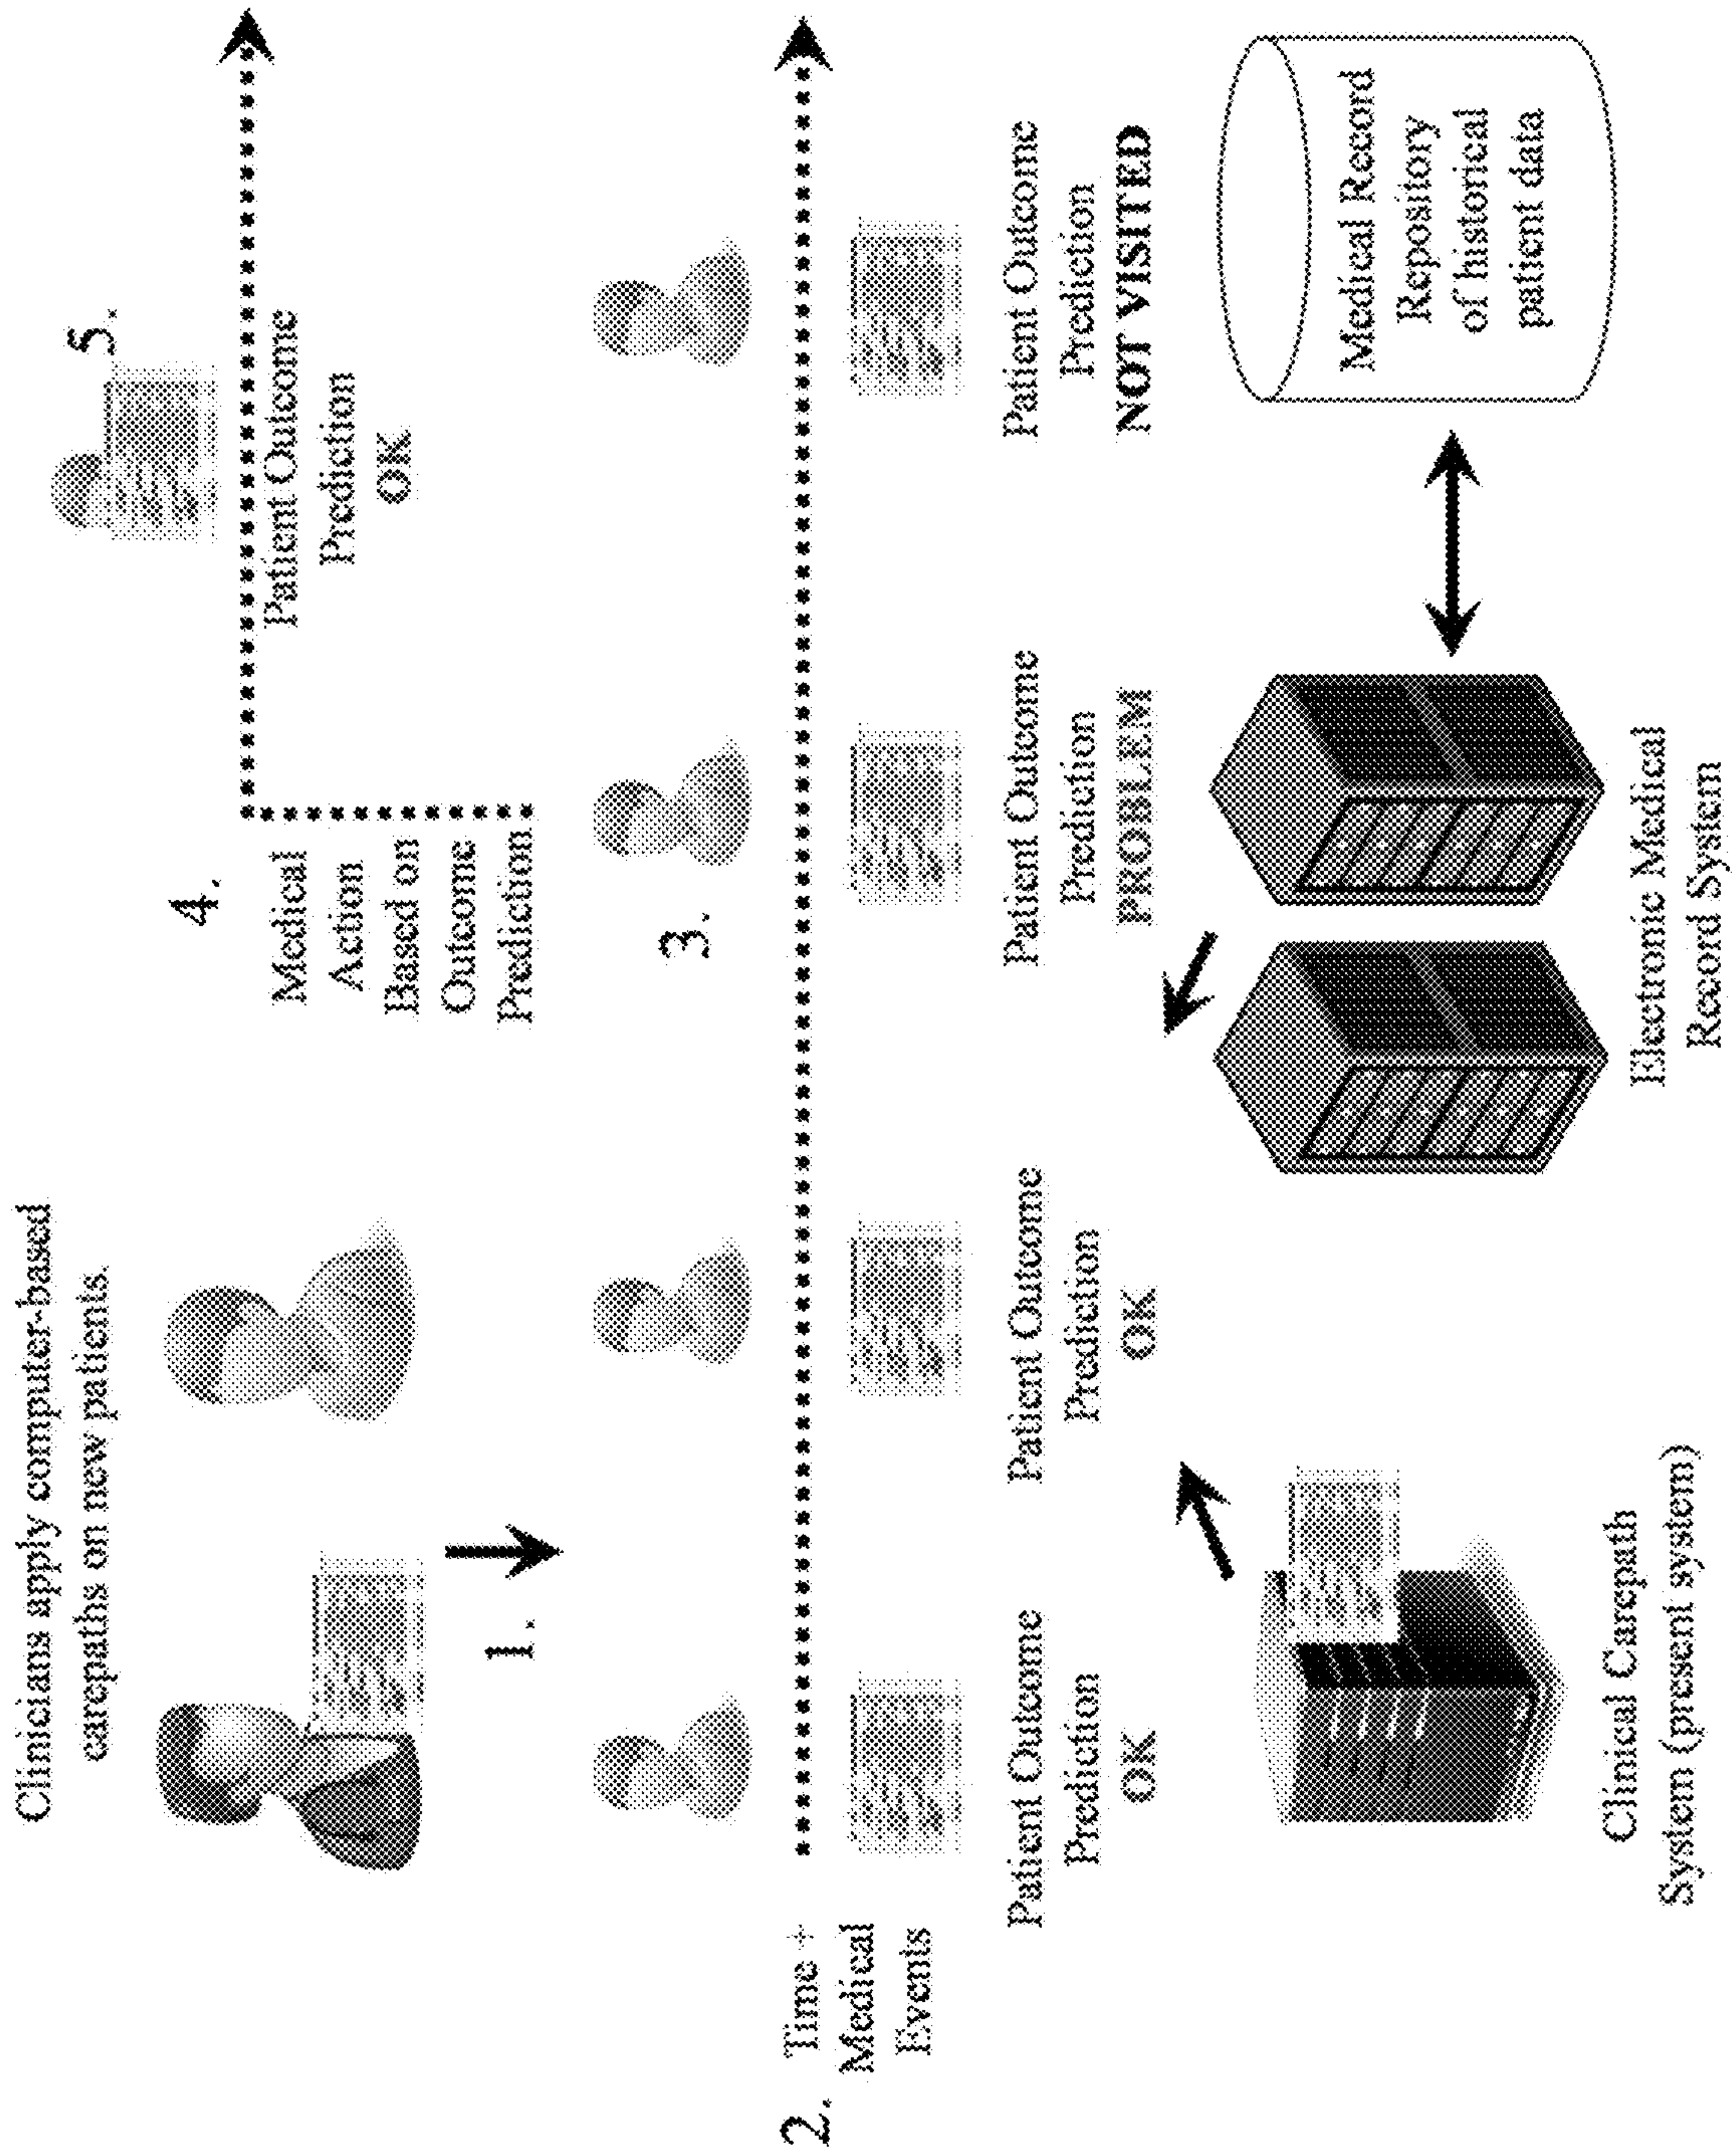 Clinicians apply computer-based
carepaths on new patients.
1.
2.
Time +
Medical
Events
3.
4.
Medical
Action
Based on
Outcome
Prediction
5.
Patient Outcome
Prediction
OK
Patient Outcome
Prediction
OK
Patient Outcome
Prediction
OK
Patient Outcome
Prediction
PROBLEM
Patient Outcome
Prediction
NOT VISITED
Clinical Carepath
System (present system)
Electronic Medical
Record System
Medical Record
Repository
of historical
patient data